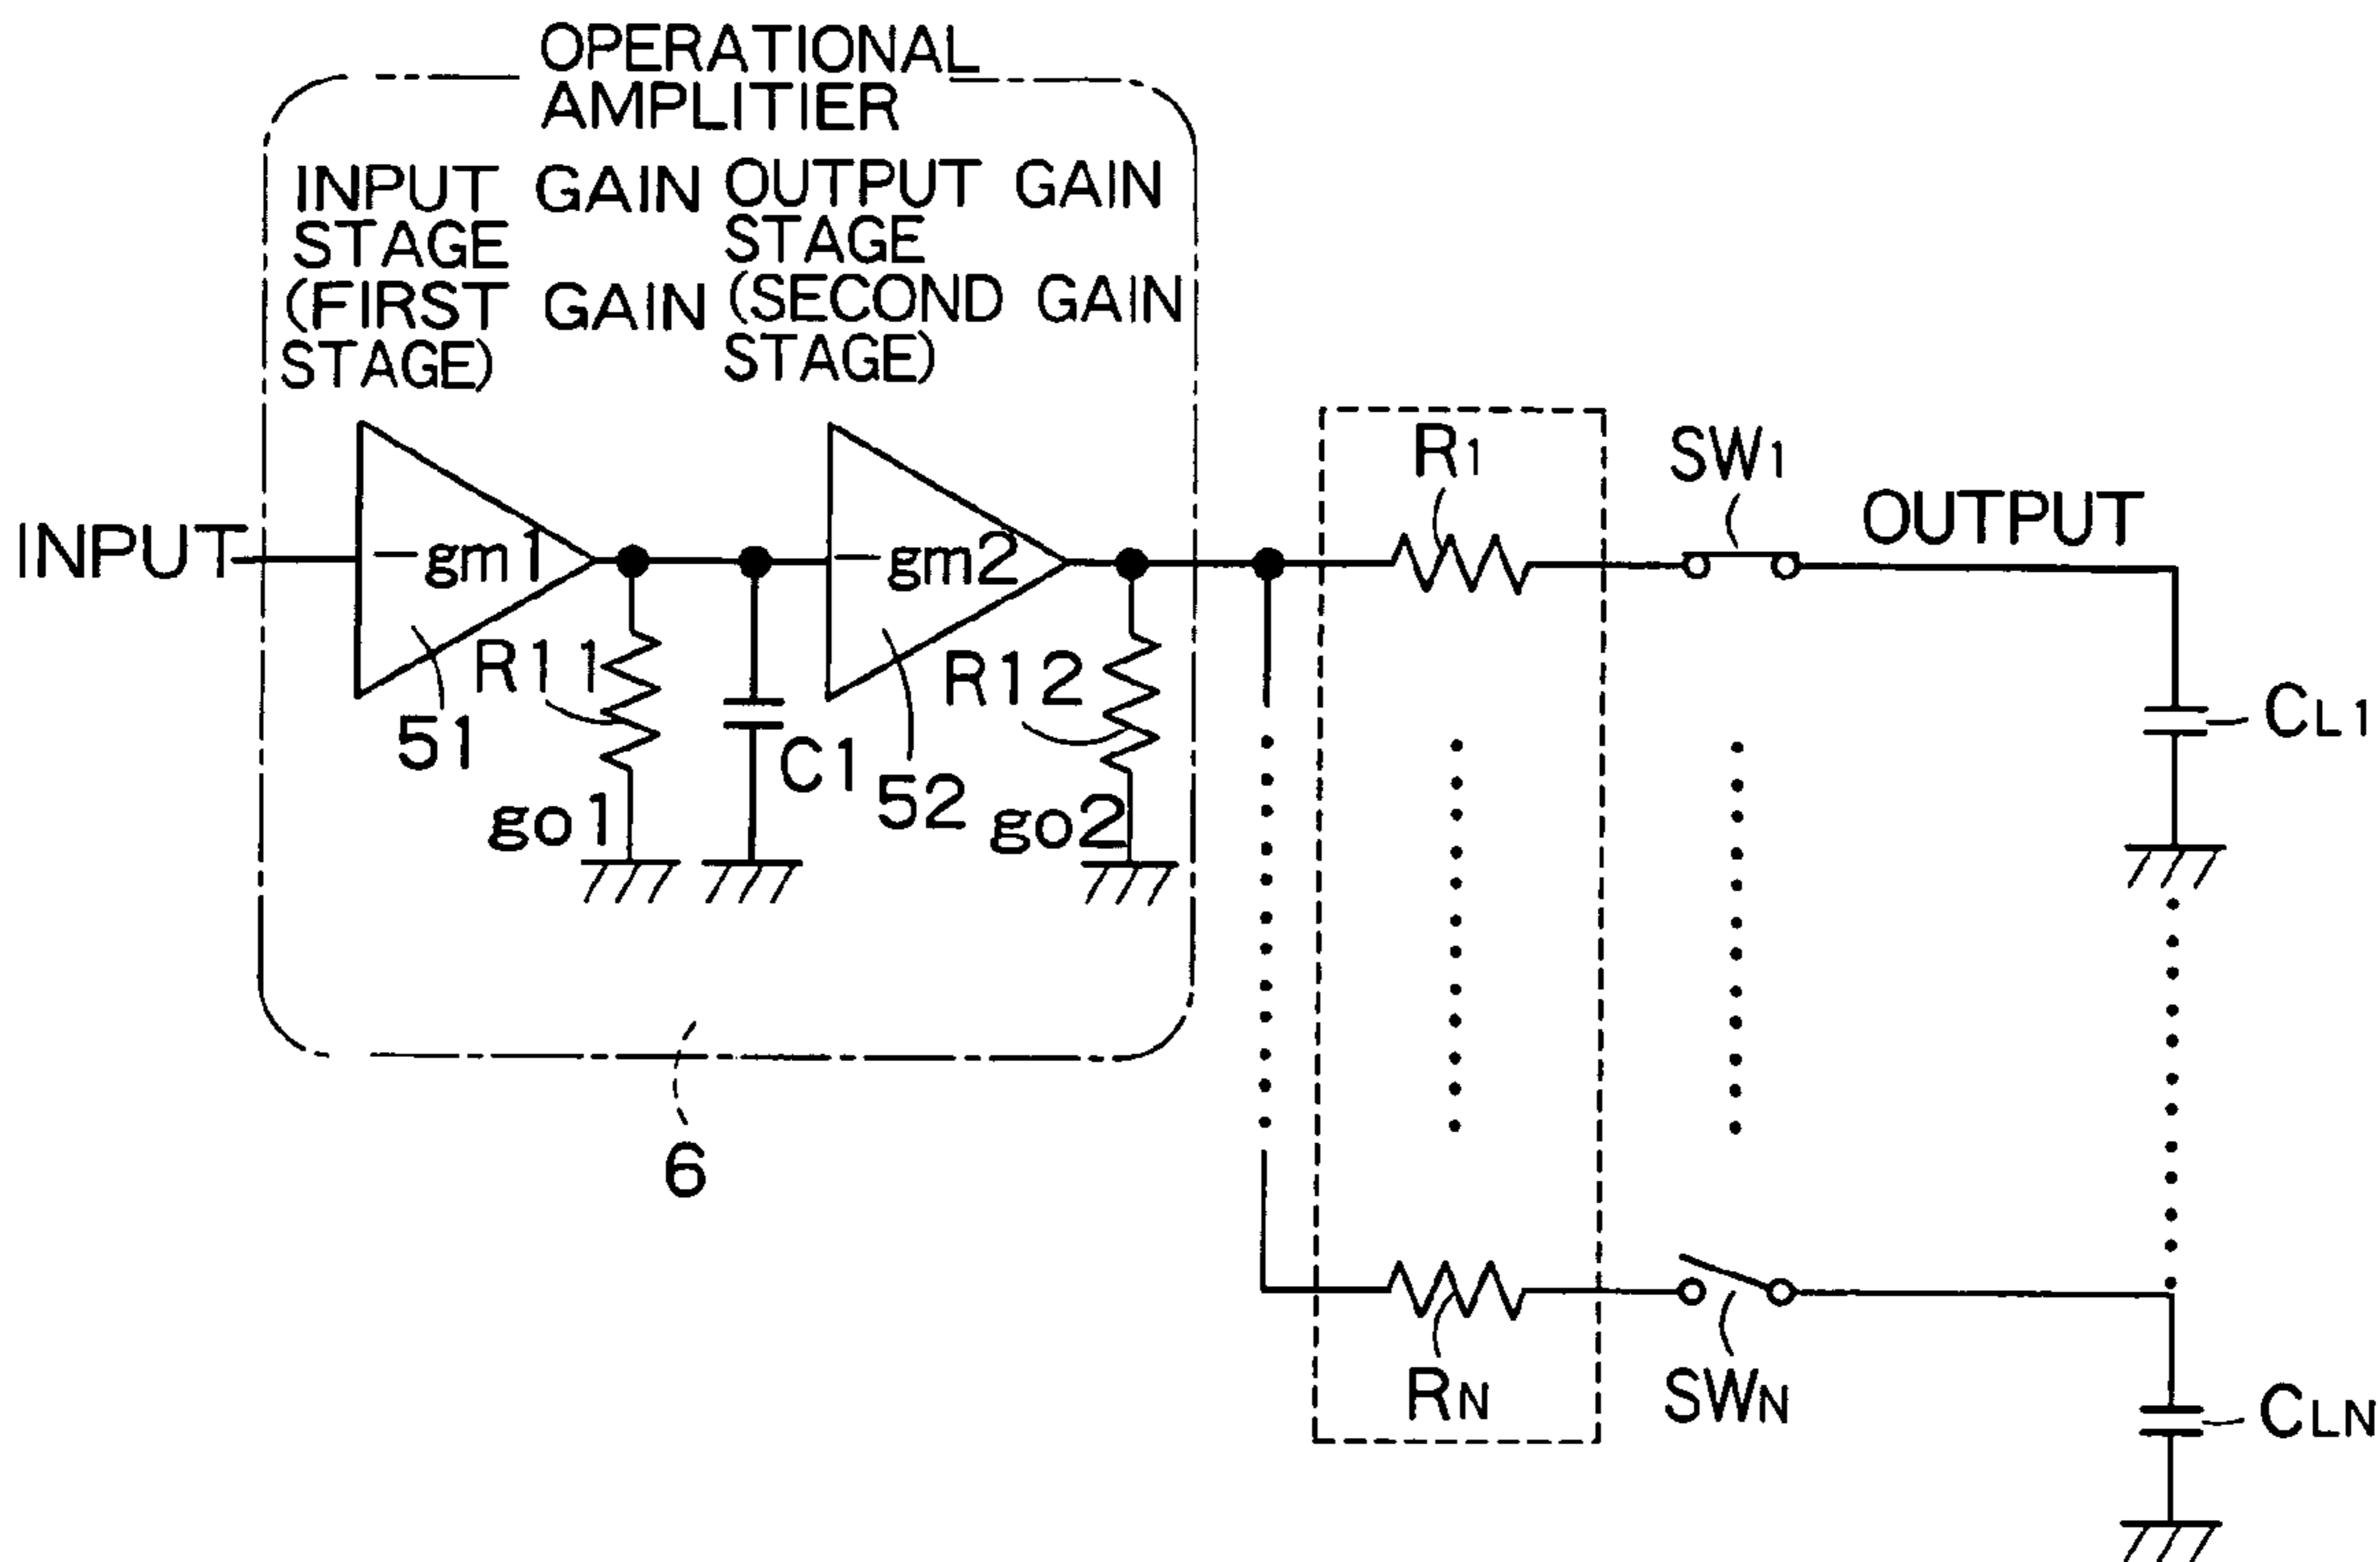 OPERATIONAL
AMPLITIER
INPUT GAIN
STAGE
(FIRST GAIN
STAGE)
OUTPUT GAIN
STAGE
(SECOND GAIN
STAGE)
INPUT
-gm1
-gm2
R11
51
go1
C1
R12
52
go2
6
R1
SW1
OUTPUT
CL1
RN
SWN
CLN